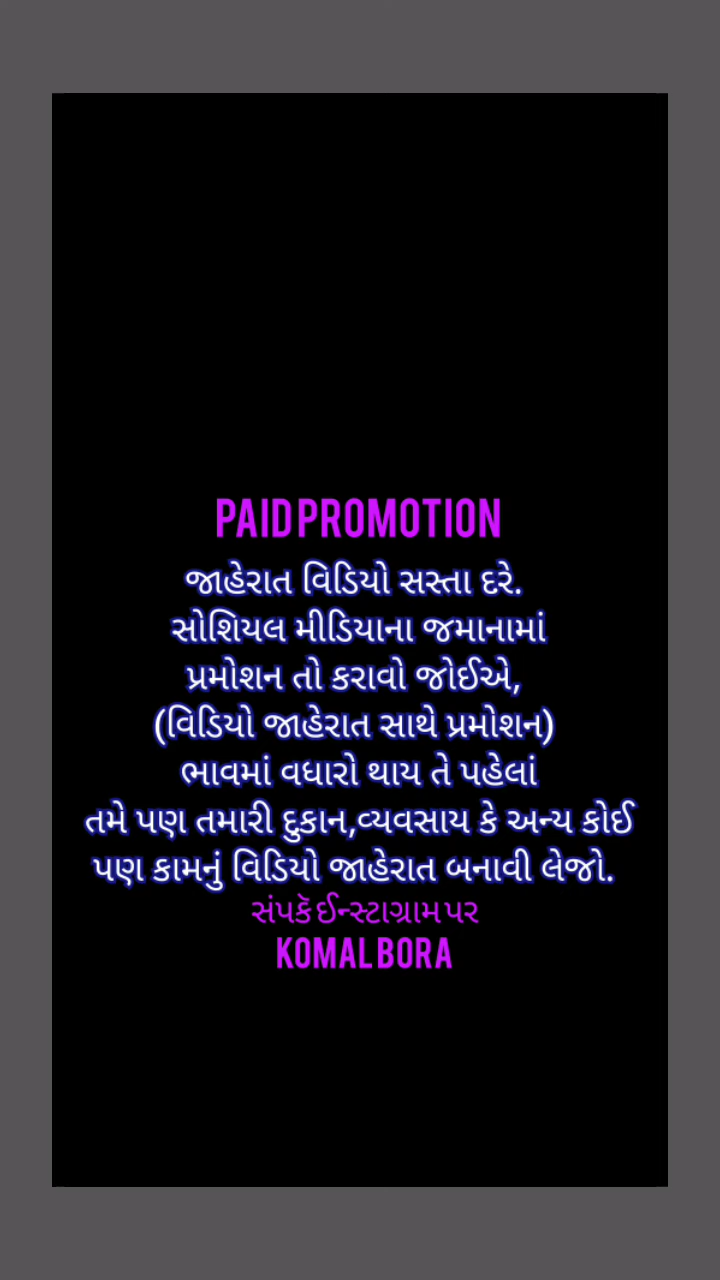 PAID PROMOTION
જાહેરાત વિડિયો સસ્તા દરે.
સોશિયલ મીડિયાના જમાનામાં
પ્રમોશન તો કરાવો જોઈએ,
(વિડિયો જાહેરાત સાથે પ્રમોશન)
ભાવમાં વધારો થાય તે પહેલાં
તમે પણ તમારી દુકાન,વ્યવસાય કે અન્ય કોઈ
પણ કામનું વિડિયો જાહેરાત બનાવી લેજો.
સંપકૅ ઈન્સ્ટાગ્રામ પર
KOMAL BORA